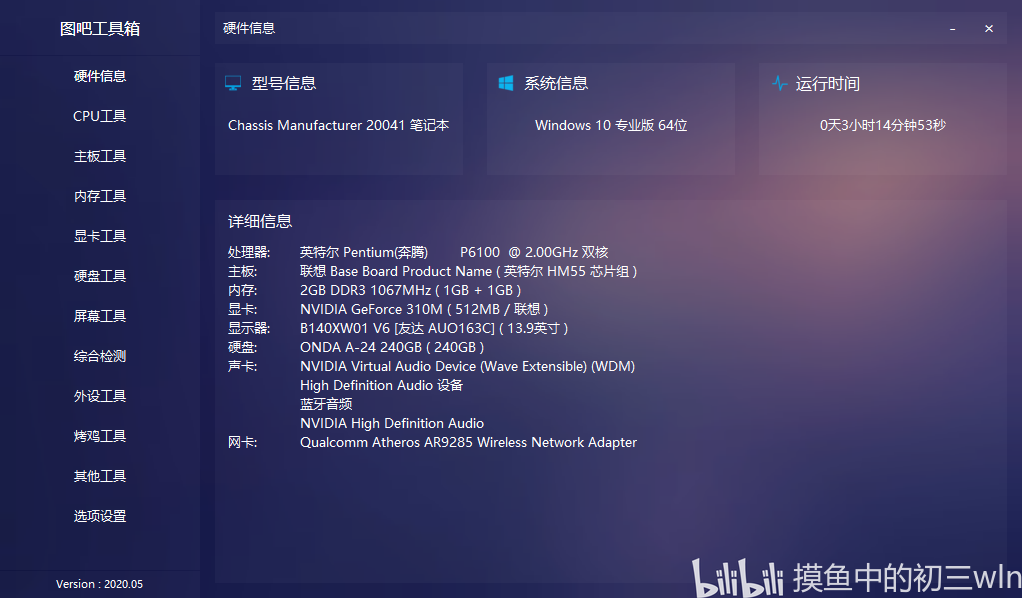 图吧工具箱
硬件信息
CPU工具
主板工具
内存工具
显卡工具
硬盘工具
屏幕工具
综合检测
外设工具
烤鸡工具
其他工具
选项设置
Version : 2020.05
硬件信息
型号信息
Chassis Manufacturer 20041 笔记本
系统信息
Windows 10 专业版 64位
运行时间
0天3小时14分钟53秒
详细信息
处理器: 英特尔 Pentium(奔腾) P6100 @ 2.00GHz 双核
主板: 联想 Base Board Product Name ( 英特尔 HM55 芯片组 )
内存: 2GB DDR3 1067MHz ( 1GB + 1GB )
显卡: NVIDIA GeForce 310M ( 512MB / 联想 )
显示器: B140XW01 V6 [友达 AUO163C] ( 13.9英寸 )
硬盘: ONDA A-24 240GB ( 240GB )
声卡: NVIDIA Virtual Audio Device (Wave Extensible) (WDM)
High Definition Audio 设备
蓝牙音频
NVIDIA High Definition Audio
网卡: Qualcomm Atheros AR9285 Wireless Network Adapter
bilibili 摸鱼中的初三wln